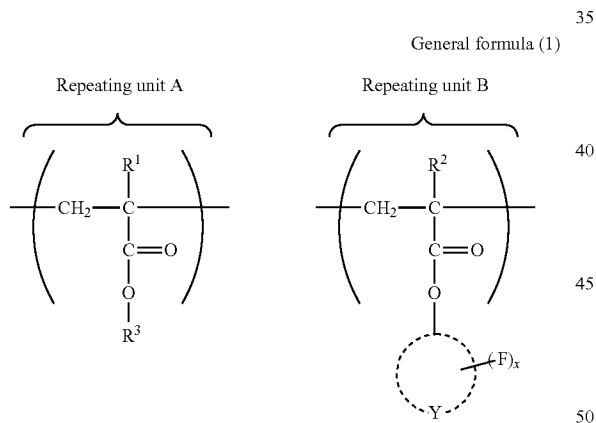 35
General formula (1)
Repeating unit A Repeating unit B
40
R¹ R²
CH₂—C CH₂—C
C=O C=O
45
O O
R³
(F)ₓ
Y
50